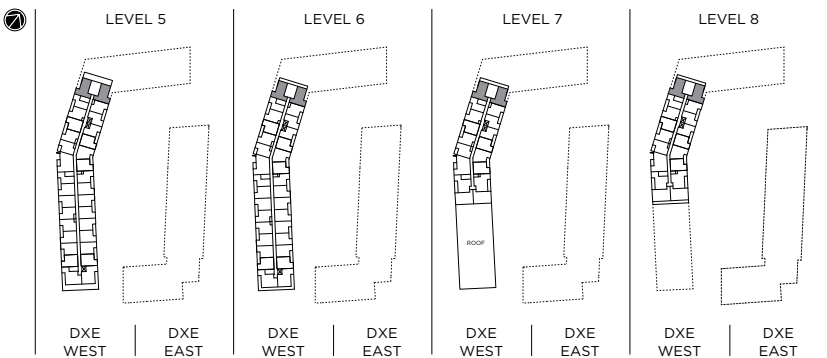 LEVEL 5
LEVEL 6
LEVEL 7
LEVEL 8
ROOF
DXE
WEST
DXE
EAST
DXE
WEST
DXE
EAST
DXE
WEST
DXE
EAST
DXE
WEST
DXE
EAST